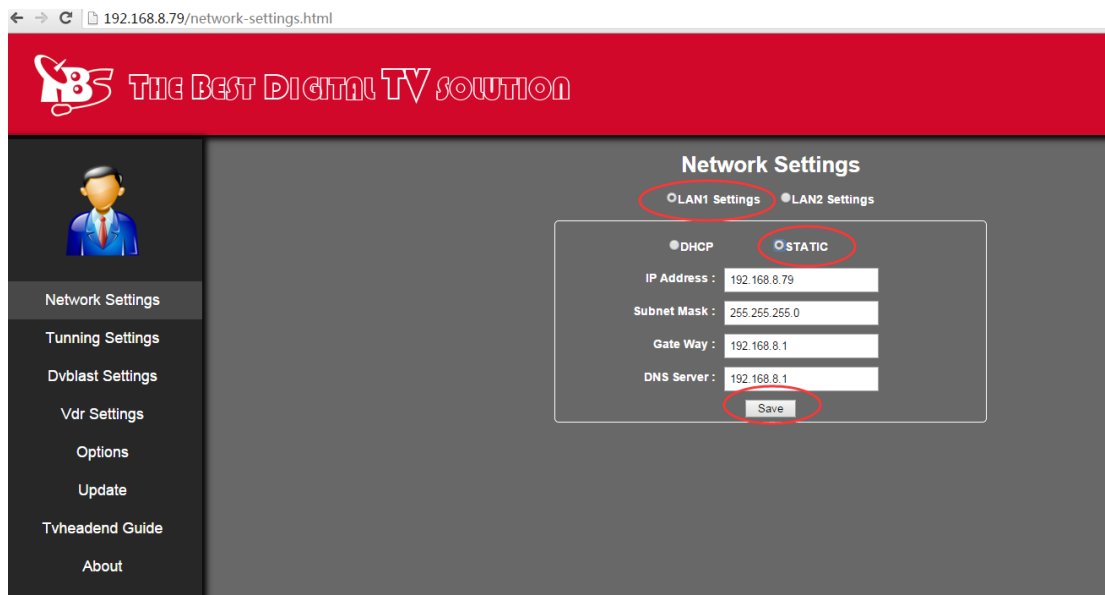 192.168.8.79/network-settings.html
TBS THE BEST DIGITAL TV SOLUTION
Network Settings
LAN1 Settings LAN2 Settings
DHCP STATIC
IP Address : 192.168.8.79
Subnet Mask : 255.255.255.0
Gate Way : 192.168.8.1
DNS Server : 192.168.8.1
Save
Network Settings
Tunning Settings
Dvblast Settings
Vdr Settings
Options
Update
Tvheadend Guide
About